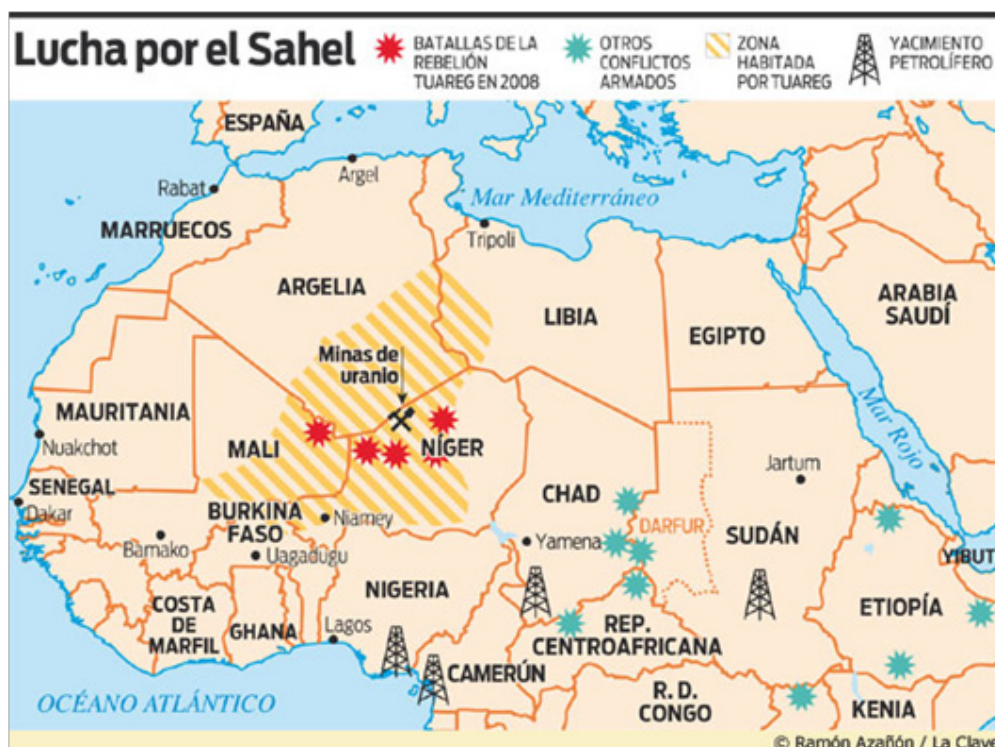 Lucha por el Sahel
BATALLAS DE LA
REBELIÓN
TUAREG EN 2008
OTROS
CONFLICTOS
ARMADOS
ZONA
HABITADA
POR TUAREG
YACIMIENTO
PETROLÍFERO
ESPAÑA
Argel
Rabat
Mar Mediterráneo
MARRUECOS
Tripoli
ARGELIA
LIBIA
EGIPTO
ARABIA
SAUDÍ
Minas de
uranio
Mar Rojo
MAURITANIA
Nuakchot
MALI
NÍGER
Jartum
SENEGAL
Dakar
CHAD
BURKINA
FASO
Niamey
DARFUR
SUDÁN
Bamako
Uagadugu
Yamena
YIBUT
NIGERIA
ETIOPÍA
COSTA
DE
MARFIL
GHANA
Lagos
REP.
CENTROAFRICANA
CAMERÚN
OCÉANO ATLÁNTICO
R. D.
CONGO
KENIA
© Ramón Azañón / La Clave